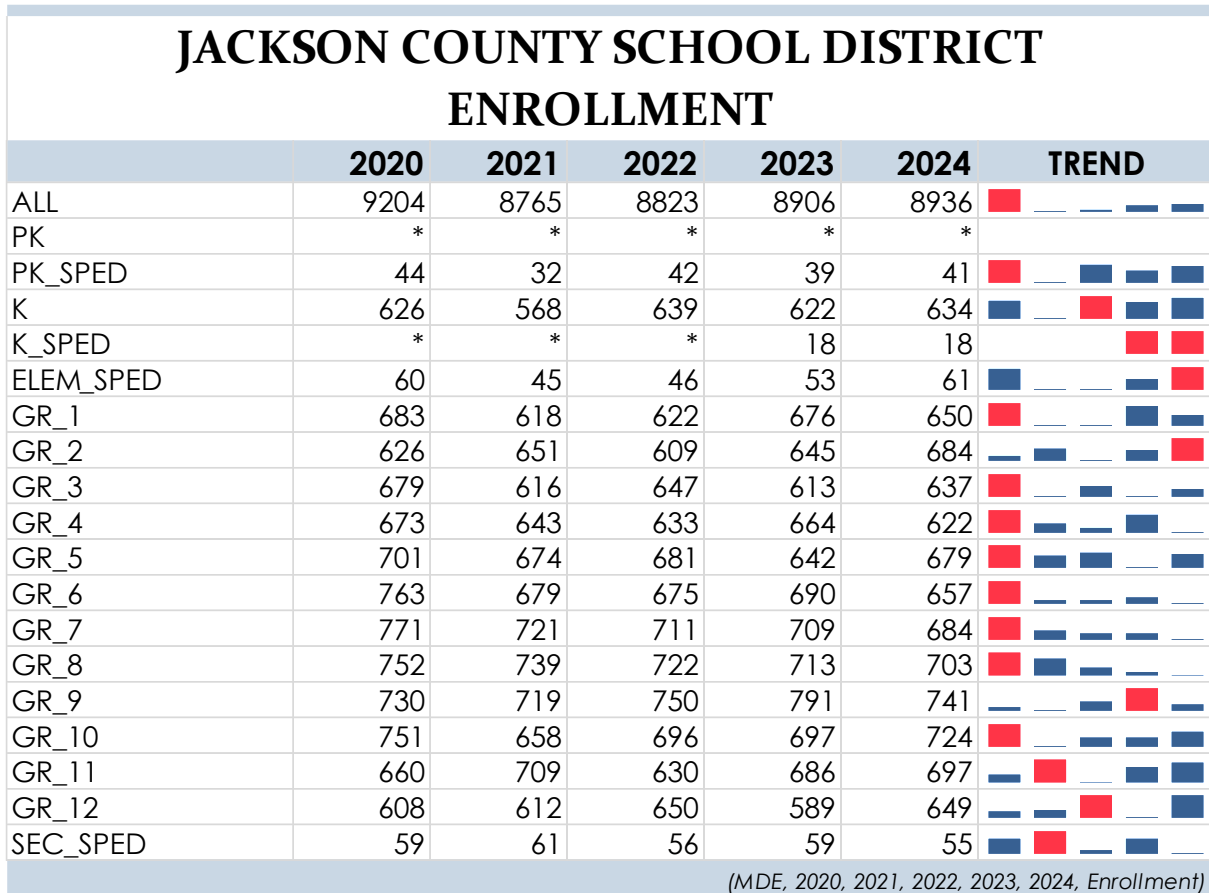 JACKSON COUNTY SCHOOL DISTRICT
ENROLLMENT
2020 2021 2022 2023 2024 TREND
ALL 9204 8765 8823 8906 8936
PK * * * * *
PK_SPED 44 32 42 39 41
K 626 568 639 622 634
K_SPED * * * 18 18
ELEM_SPED 60 45 46 53 61
GR_1 683 618 622 676 650
GR_2 626 651 609 645 684
GR_3 679 616 647 613 637
GR_4 673 643 633 664 622
GR_5 701 674 681 642 679
GR_6 763 679 675 690 657
GR_7 771 721 711 709 684
GR_8 752 739 722 713 703
GR_9 730 719 750 791 741
GR_10 751 658 696 697 724
GR_11 660 709 630 686 697
GR_12 608 612 650 589 649
SEC_SPED 59 61 56 59 55
(MDE, 2020, 2021, 2022, 2023, 2024, Enrollment)